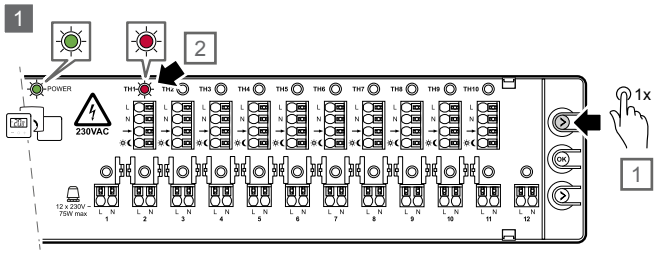 1
2
POWER
TH1 TH2 TH3 TH4 TH5 TH6 TH7 TH8 TH9 TH10
1x
L
N
230VAC
OK
1
12 x 230V ~
75W max
L N L N L N L N L N L N L N L N L N L N L N L N
1 2 3 4 5 6 7 8 9 10 11 12